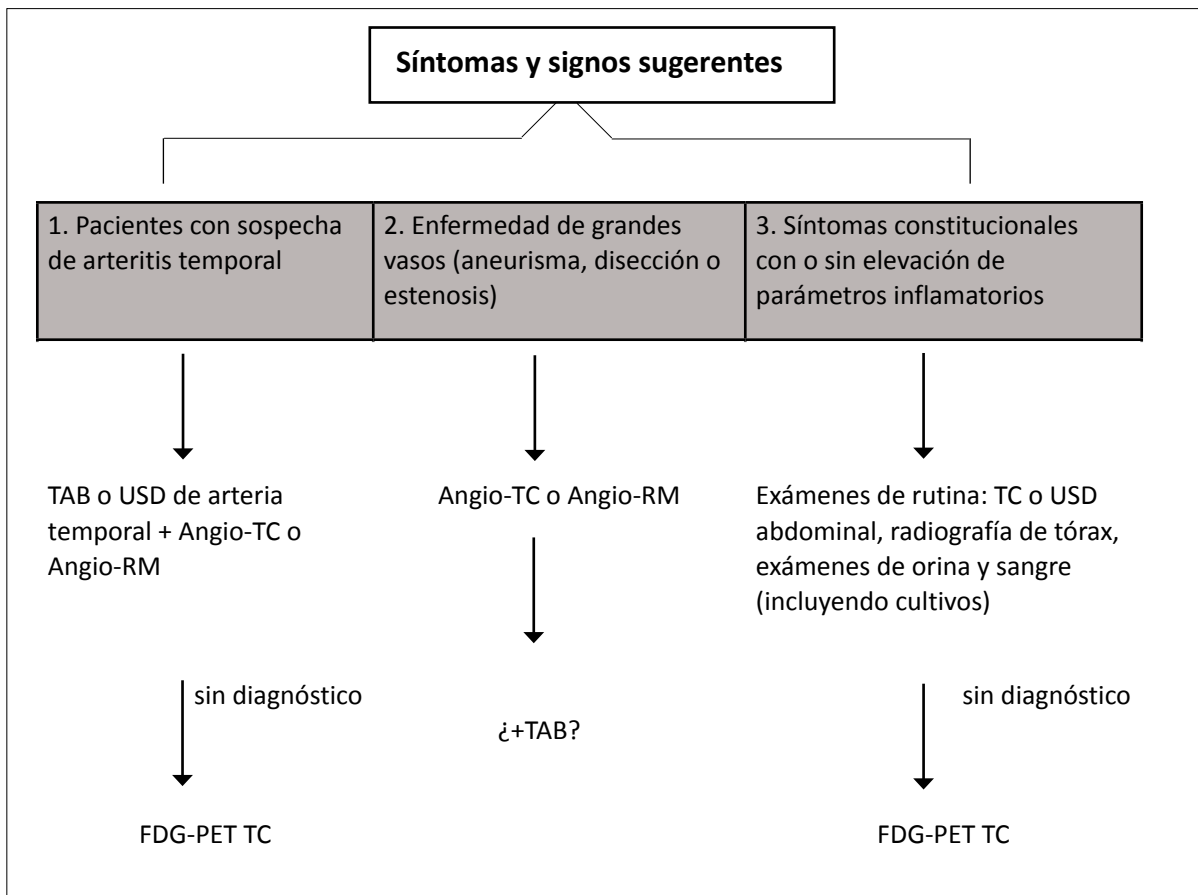 Síntomas y signos sugerentes
1. Pacientes con sospecha
de arteritis temporal
2. Enfermedad de grandes
vasos (aneurisma, disección o
estenosis)
3. Síntomas constitucionales
con o sin elevación de
parámetros inflamatorios
TAB o USD de arteria
temporal + Angio-TC o
Angio-RM
Angio-TC o Angio-RM
Exámenes de rutina: TC o USD
abdominal, radiografía de tórax,
exámenes de orina y sangre
(incluyendo cultivos)
sin diagnóstico
¿+TAB?
sin diagnóstico
FDG-PET TC
FDG-PET TC